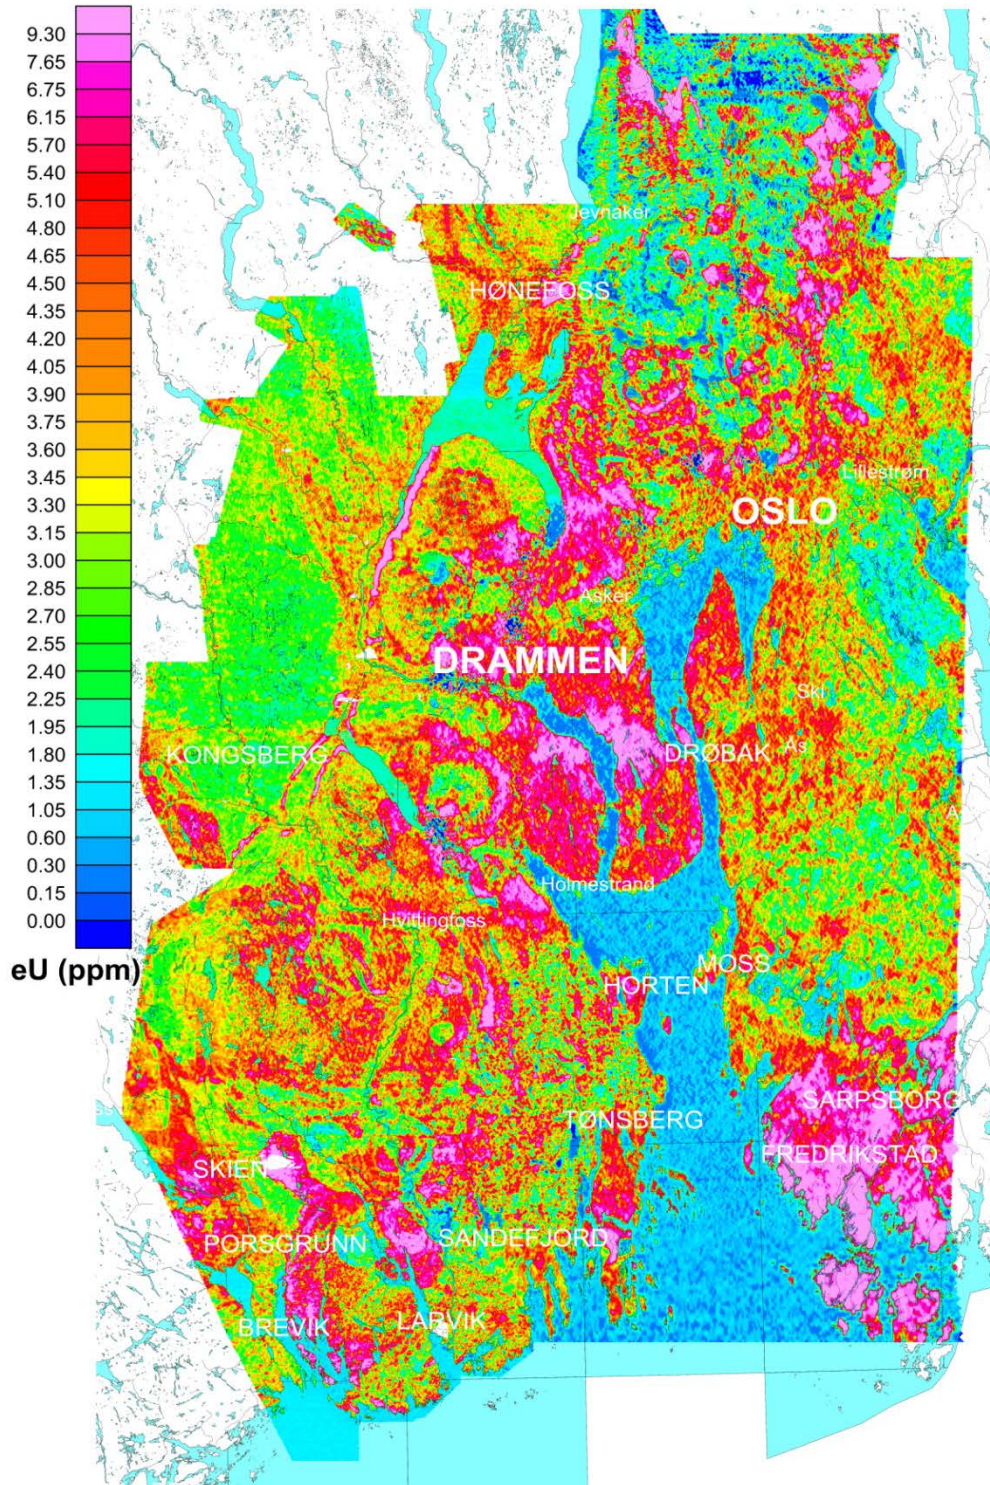 9.30
7.65
6.75
6.15
5.70
5.40
4.80
4.65
4.50
4.35
4.20
4.05
3.90
3.75
3.60
3.45
3.30
3.15
3.00
2.85
2.70
2.55
2.40
2.25
1.95
1.80
1.35
1.05
0.60
0.30
0.15
0.00
eU (ppm)
Jevnaker
HØNEFOSS
Lillestrøm
OSLO
Asker
DRAMMEN
Ski
Ås
KONGSBERG
DRØBAK
Holmestrand
Hvittingfoss
MOSS
HORTEN
SARPSBORG
TØNSBERG
FREDRIKSTAD
SKIEN
PORSGRUNN
SANDEFJORD
BREVIK
LARVIK